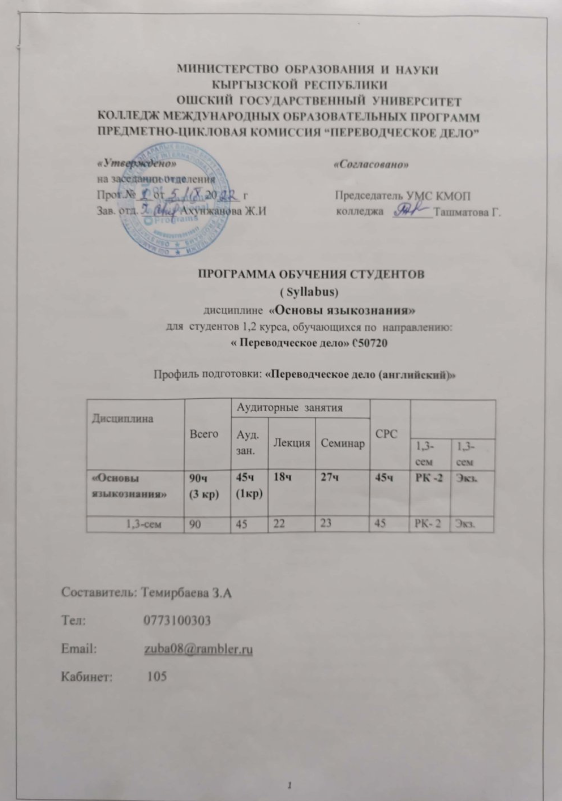 МИНИСТЕРСТВО ОБРАЗОВАНИЯ И НАУКИ
КЫРГЫЗСКОЙ РЕСПУБЛИКИ
ОШСКИЙ ГОСУДАРСТВЕННЫЙ УНИВЕРСИТЕТ
КОЛЛЕДЖ МЕЖДУНАРОДНЫХ ОБРАЗОВАТЕЛЬНЫХ ПРОГРАММ
ПРЕДМЕТНО-ЦИКЛОВАЯ КОМИССИЯ “ПЕРЕВОДЧЕСКОЕ ДЕЛО”
«Утверждено» «Согласовано»
на заседании отделения
Прот.№ от 5/IX 2022 г Председатель УМС КМОП
Зав. отд. Ахунжанова Ж.И колледжа Ташматова Г.
ПРОГРАММА ОБУЧЕНИЯ СТУДЕНТОВ
( Syllabus)
дисциплине «Основы языкознания»
для студентов 1,2 курса, обучающихся по направлению:
« Переводческое дело» 050720
Профиль подготовки: «Переводческое дело (английский)»
Дисциплина Всего Аудиторные занятия СРС
Ауд. зан. Лекция Семинар 1,3-сем 1,3-сем
«Основы языкознания» 90ч (3 кр) 45ч (1кр) 18ч 27ч 45ч РК -2 Экз.
1,3-сем 90 45 22 23 45 РК- 2 Экз.
Составитель: Темирбаева З.А
Тел: 0773100303
Email: zuba08@rambler.ru
Кабинет: 105
1